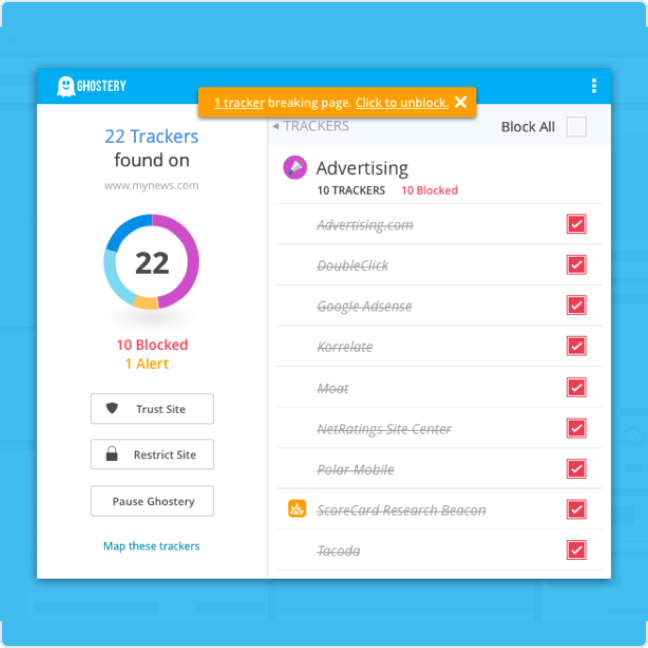 GHOSTERY
1 tracker breaking page. Click to unblock.
22 Trackers
found on
www.mynews.com
22
10 Blocked
1 Alert
Trust Site
Restrict Site
Pause Ghostery
Map these trackers
TRACKERS
Block All
Advertising
10 TRACKERS 10 Blocked
Advertising.com
DoubleClick
Google Adsense
Korrelate
Moat
NetRatings Site Center
Polar Mobile
ScoreCard Research Beacon
Tacoda